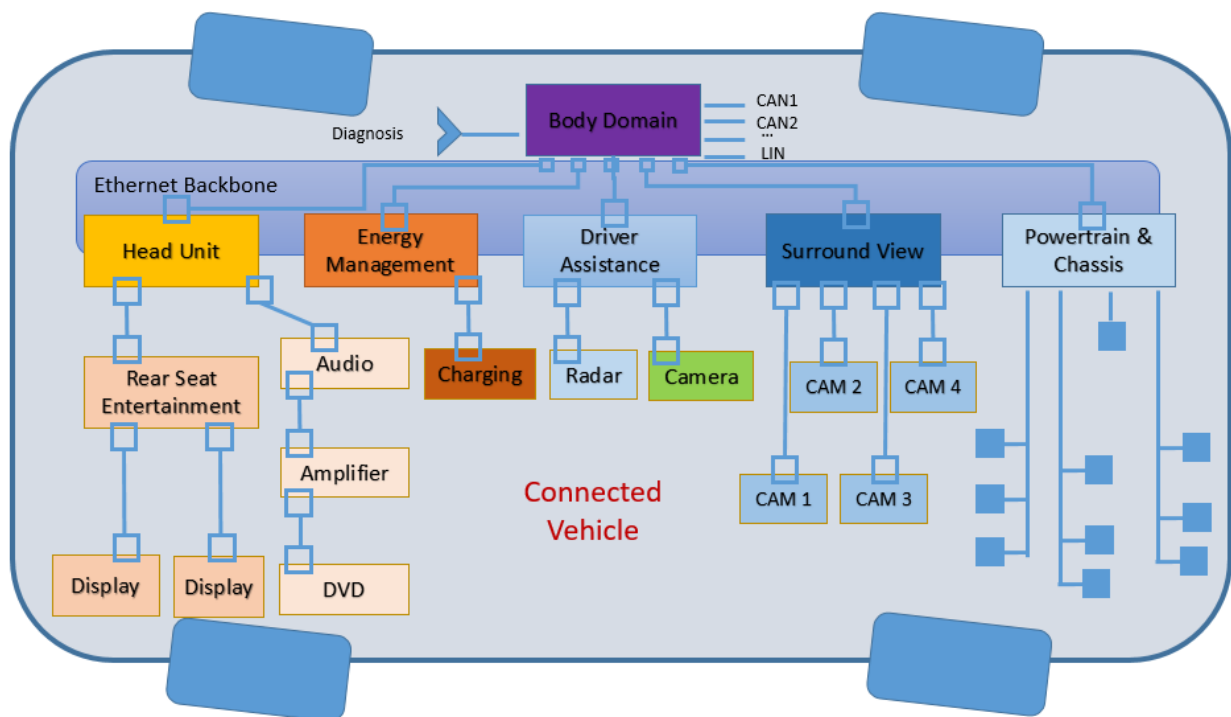 CAN1
Body Domain
CAN2
Diagnosis
...
LIN
Ethernet Backbone
Head Unit
Energy
Management
Driver
Assistance
Surround View
Powertrain &
Chassis
Audio
Rear Seat
Entertainment
Charging
Radar
Camera
CAM 2
CAM 4
Amplifier
Connected
Vehicle
CAM 1
CAM 3
Display
Display
DVD